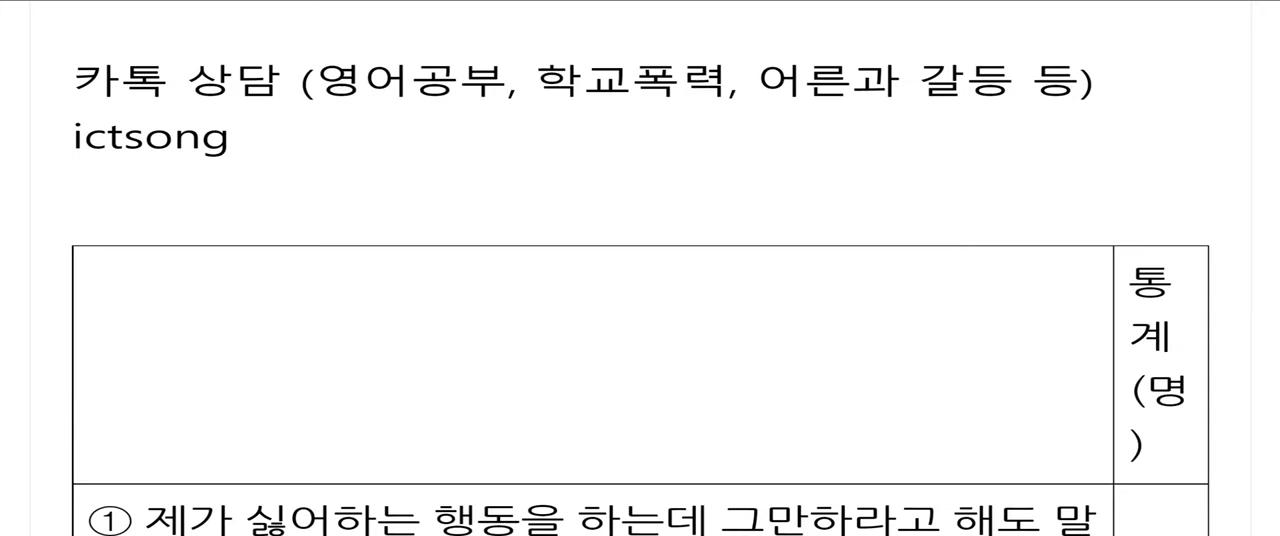 카톡 상담 (영어공부, 학교폭력, 어른과 갈등 등)
ictsong
통
계
(명
)
① 제가 싫어하는 행동을 하는데 그만하라고 해도 말